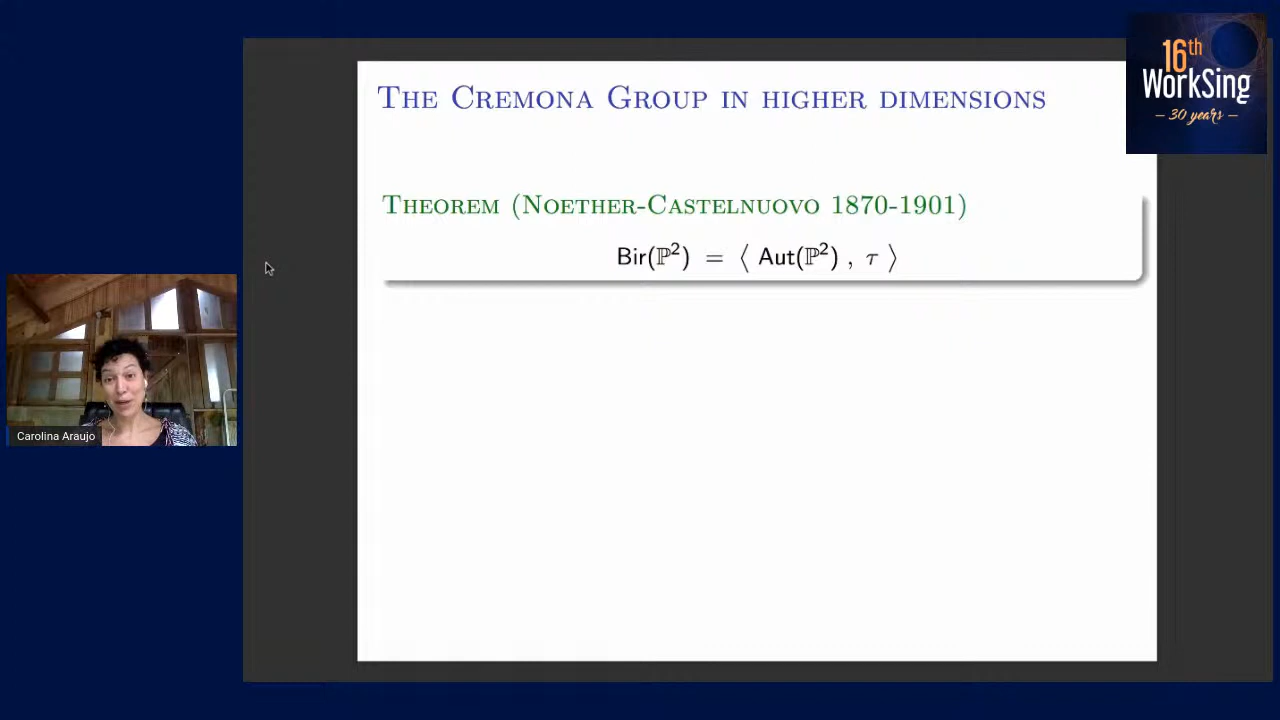 THE CREMONA GROUP IN HIGHER DIMENSIONS
THEOREM (NOETHER-CASTELNUOVO 1870-1901)
Bir(ℙ²) = ⟨ Aut(ℙ²) , τ ⟩
16th
WorkSing
– 30 years –
Carolina Araujo